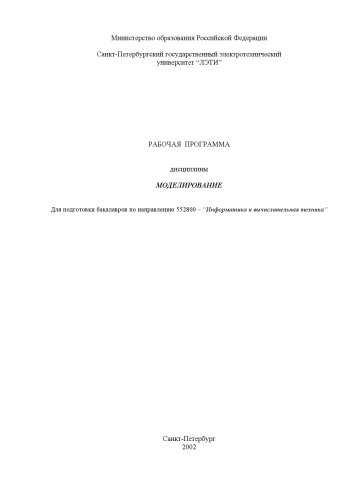 Министерство образования Российской Федерации
Санкт-Петербургский государственный электротехнический
университет “ЛЭТИ”
РАБОЧАЯ ПРОГРАММА
дисциплины
МОДЕЛИРОВАНИЕ
Для подготовки бакалавров по направлению 552800 – “Информатика и вычислительная техника”
Санкт-Петербург
2002